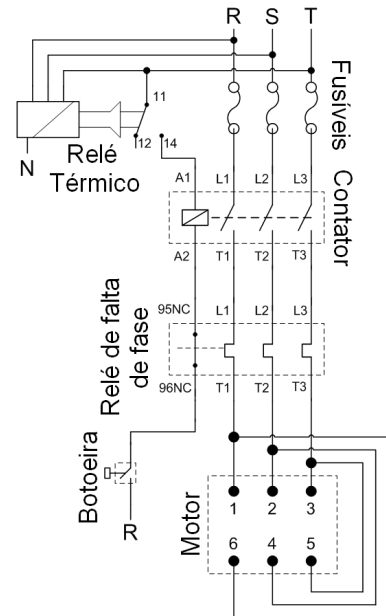 R S T
Fusíveis
11
12 14
N
Relé
Térmico
A1 L1 L2 L3
Contator
A2 T1 T2 T3
95NC L1 L2 L3
Relé de falta
de fase
96NC T1 T2 T3
Botoeira
R
Motor
1 2 3
6 4 5